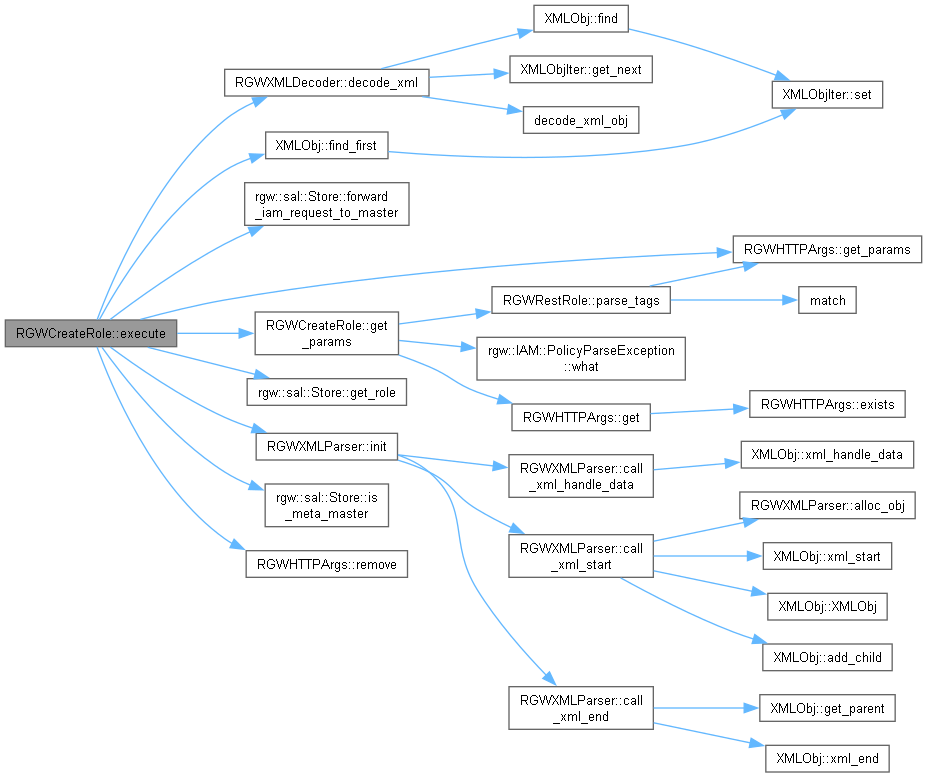 XMLObj::find
RGWXMLDecoder::decode_xml
XMLObjIter::get_next
XMLObjIter::set
decode_xml_obj
XMLObj::find_first
rgw::sal::Store::forward
_iam_request_to_master
RGWHTTPArgs::get_params
RGWRestRole::parse_tags
match
RGWCreateRole::execute
RGWCreateRole::get
_params
rgw::IAM::PolicyParseException
::what
rgw::sal::Store::get_role
RGWHTTPArgs::get
RGWHTTPArgs::exists
RGWXMLParser::init
RGWXMLParser::call
_xml_handle_data
XMLObj::xml_handle_data
rgw::sal::Store::is
_meta_master
RGWXMLParser::alloc_obj
RGWXMLParser::call
_xml_start
XMLObj::xml_start
RGWHTTPArgs::remove
XMLObj::XMLObj
XMLObj::add_child
RGWXMLParser::call
_xml_end
XMLObj::get_parent
XMLObj::xml_end